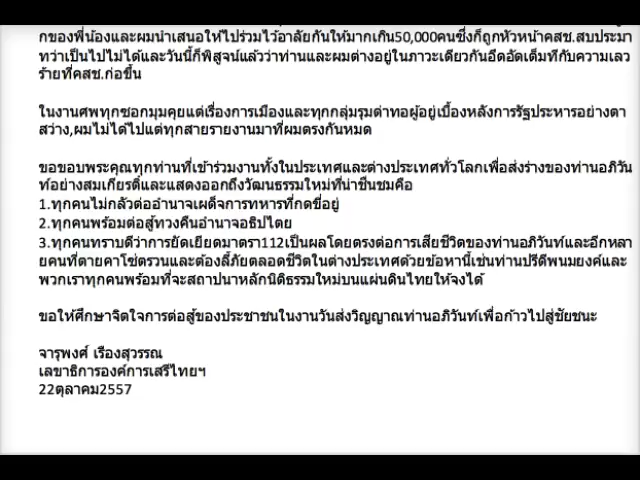 กของพี่น้องและผมนำเสนอให้ไปร่วมไว้อาลัยกันให้มากเกิน50,000คนซึ่งก็ถูกหัวหน้าคสช.สบประมา
ทว่าเป็นไปไม่ได้และวันนี้ก็พิสูจน์แล้วว่าท่านและผมต่างอยู่ในภาวะเดียวกันอึดอัดเต็มทีกับความเลว
ร้ายที่คสช.ก่อขึ้น
ในงานศพทุกซอกมุมคุยแต่เรื่องการเมืองและทุกกลุ่มรุมด่าทอผู้อยู่เบื้องหลังการรัฐประหารอย่างตา
สว่าง,ผมไม่ได้ไปแต่ทุกสายรายงานมาที่ผมตรงกันหมด
ขอขอบพระคุณทุกท่านที่เข้าร่วมงานทั้งในประเทศและต่างประเทศทั่วโลกเพื่อส่งร่างของท่านอภิวัน
ท์อย่างสมเกียรติ์และแสดงออกถึงวัฒนธรรมใหม่ที่น่าชื่นชมคือ
1.ทุกคนไม่กลัวต่ออำนาจเผด็จการทหารที่กดขี่อยู่
2.ทุกคนพร้อมต่อสู้ทวงคืนอำนาจอธิปไตย
3.ทุกคนทราบดีว่าการยัดเยียดมาตรา112เป็นผลโดยตรงต่อการเสียชีวิตของท่านอภิวันท์และอีกหลา
ยคนที่ตายคาโซ่ตรวนและต้องลี้ภัยตลอดชีวิตในต่างประเทศด้วยข้อหานี้เช่นท่านปรีดีพนมยงค์และ
พวกเราทุกคนพร้อมที่จะสถาปนาหลักนิติธรรมใหม่บนแผ่นดินไทยให้จงได้
ขอให้ศึกษาจิตใจการต่อสู้ของประชาชนในงานวันส่งวิญญาณท่านอภิวันท์เพื่อก้าวไปสู่ชัยชนะ
จารุพงศ์ เรืองสุวรรณ
เลขาธิการองค์การเสรีไทยฯ
22ตุลาคม2557